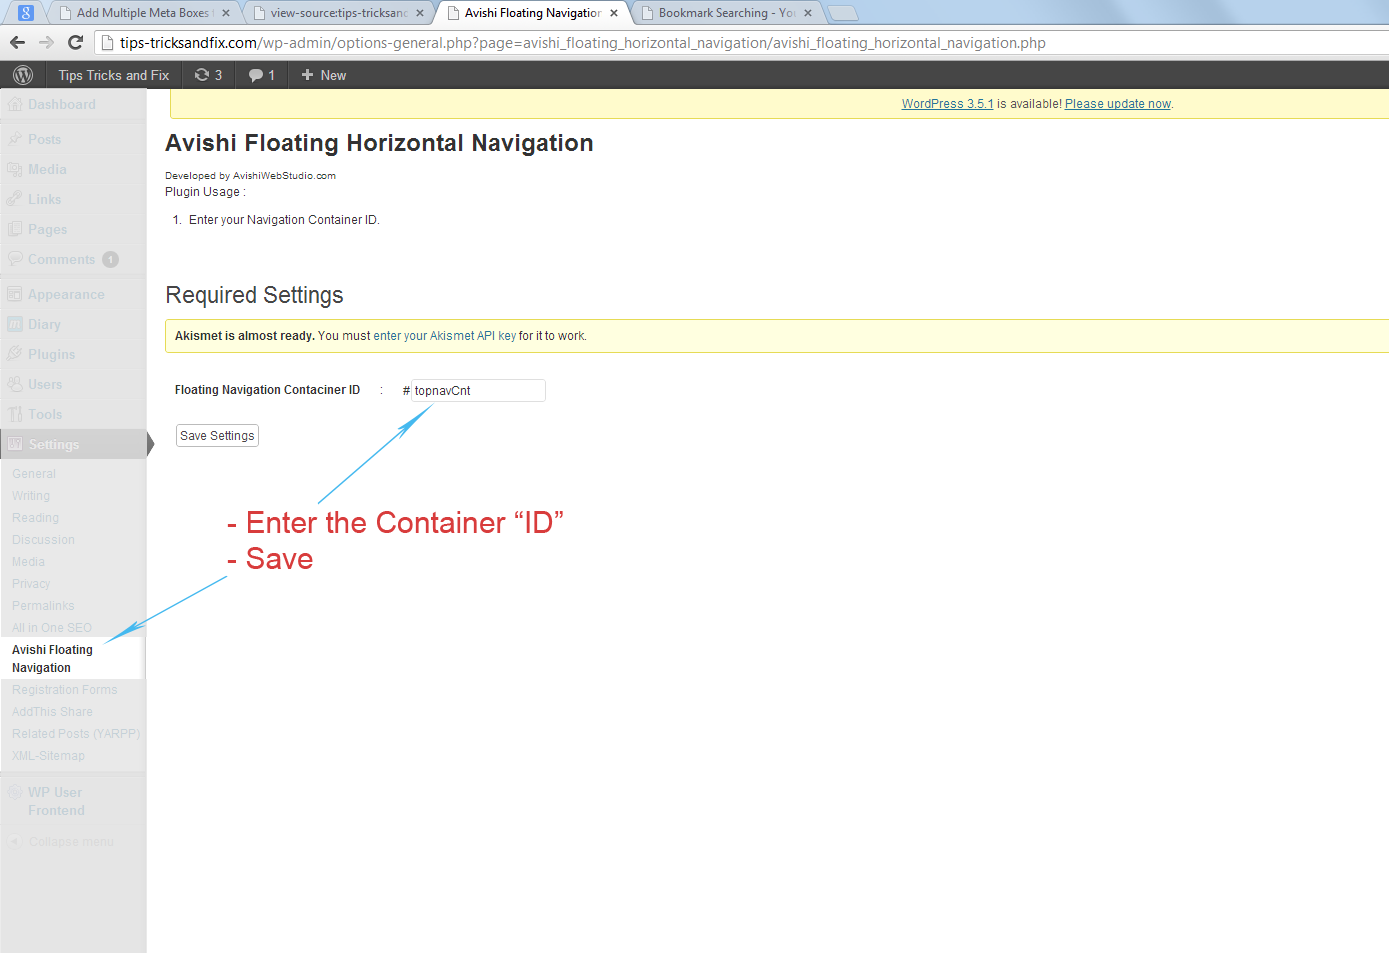 Add Multiple Meta Boxes
view-source:tips-tricksand
Avishi Floating Navigation
Bookmark Searching - You
tips-tricksandfix.com/wp-admin/options-general.php?page=avishi_floating_horizontal_navigation/avishi_floating_horizontal_navigation.php
Tips Tricks and Fix 3 1 + New
WordPress 3.5.1 is available! Please update now.
Dashboard
Posts
Media
Links
Pages
Comments 1
Appearance
Diary
Plugins
Users
Tools
Settings
General
Writing
Reading
Discussion
Media
Privacy
Permalinks
All in One SEO
Avishi Floating
Navigation
Registration Forms
AddThis Share
Related Posts (YARPP)
XML-Sitemap
WP User
Frontend
Collapse menu
Avishi Floating Horizontal Navigation
Developed by AvishiWebStudio.com
Plugin Usage :
1. Enter your Navigation Container ID.
Required Settings
Akismet is almost ready. You must enter your Akismet API key for it to work.
Floating Navigation Contaciner ID : # topnavCnt
Save Settings
- Enter the Container “ID”
- Save